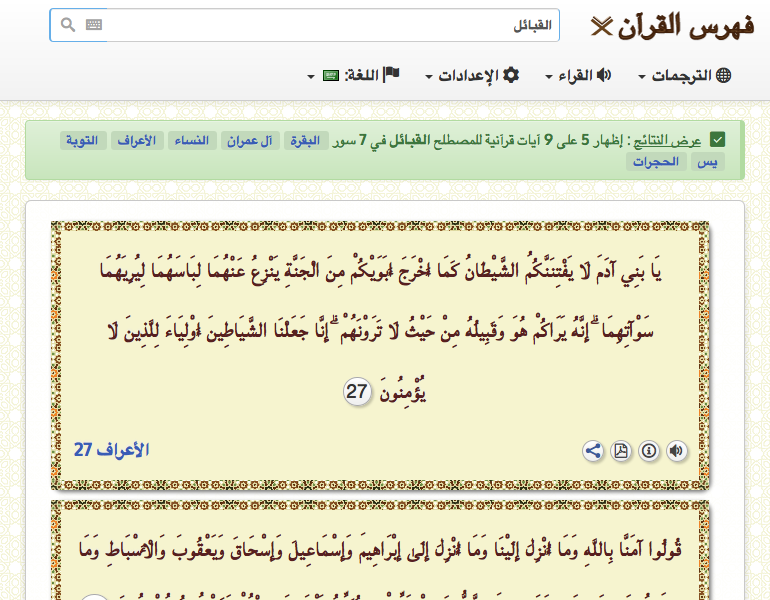 فهرس القرآن
القبائل
الترجمات
القراء
الإعدادات
اللغة:
عرض النتائج : إظهار 5 على 9 آيات قرآنية للمصطلح القبائل في 7 سور البقرة آل عمران النساء الأعراف التوبة
يس الحجرات
يَا بَنِي آدَمَ لَا يَفْتِنَنَّكُمُ الشَّيْطَانُ كَمَا أَخْرَجَ أَبَوَيْكُمْ مِنَ الْجَنَّةِ يَنْزِعُ عَنْهُمَا لِبَاسَهُمَا لِيُرِيَهُمَا
سَوْآتِهِمَا ۗ إِنَّهُ يَرَاكُمْ هُوَ وَقَبِيلُهُ مِنْ حَيْثُ لَا تَرَوْنَهُمْ ۗ إِنَّا جَعَلْنَا الشَّيَاطِينَ أَوْلِيَاءَ لِلَّذِينَ لَا
يُؤْمِنُونَ 27
الأعراف 27
قُولُوا آمَنَّا بِاللَّهِ وَمَا أُنْزِلَ إِلَيْنَا وَمَا أُنْزِلَ إِلَىٰ إِبْرَاهِيمَ وَإِسْمَاعِيلَ وَإِسْحَاقَ وَيَعْقُوبَ وَالْأَسْبَاطِ وَمَا